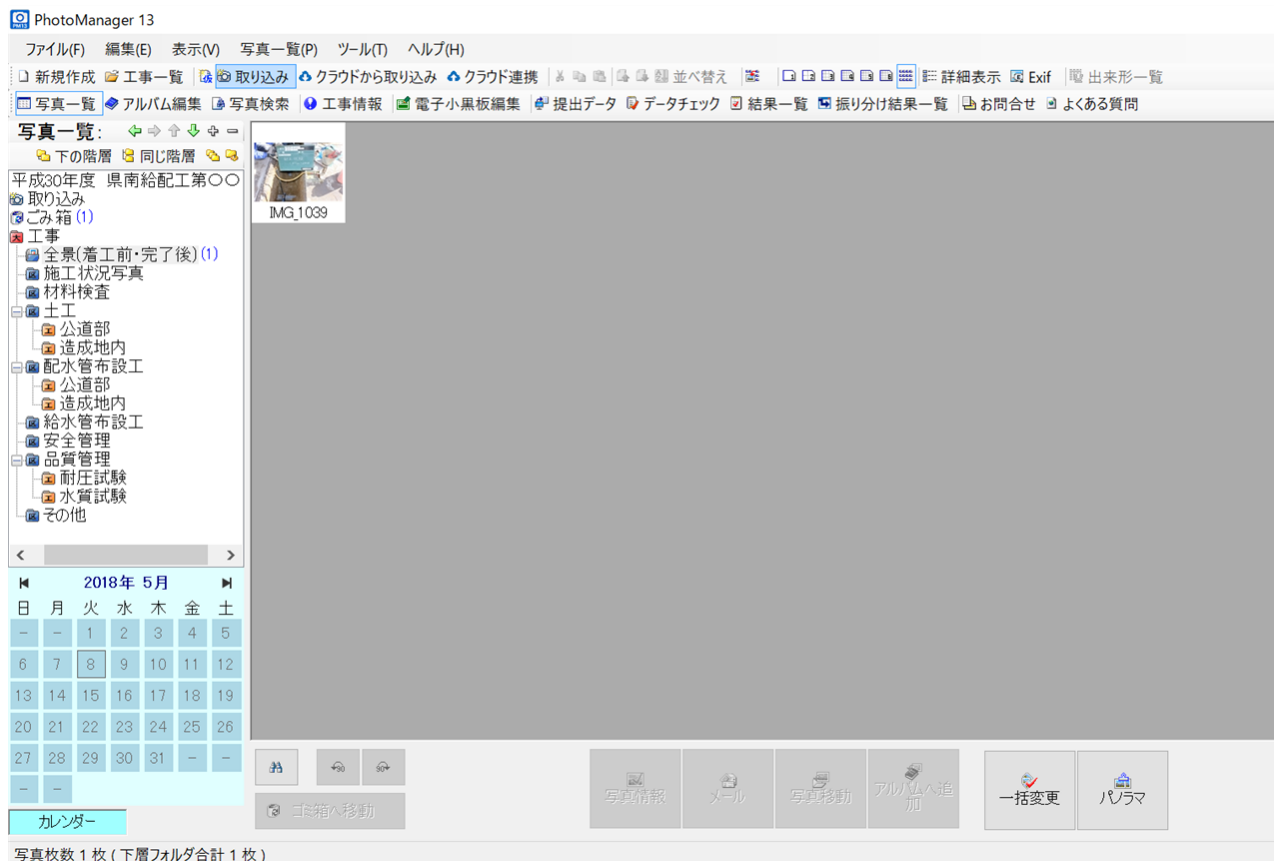 PhotoManager 13
ファイル(F) 編集(E) 表示(V) 写真一覧(P) ツール(T) ヘルプ(H)
新規作成 工事一覧 取り込み クラウドから取り込み クラウド連携 並べ替え 詳細表示 Exif 出来形一覧
写真一覧 アルバム編集 写真検索 工事情報 電子小黒板編集 提出データ データチェック 結果一覧 振り分け結果一覧 お問合せ よくある質問
写真一覧:
下の階層 同じ階層
平成30年度 県南給配工第〇〇
取り込み
ごみ箱(1)
工事
全景(着工前・完了後)(1)
施工状況写真
材料検査
土工
公道部
造成地内
配水管布設工
公道部
造成地内
給水管布設工
安全管理
品質管理
耐圧試験
水質試験
その他
IMG_1039
2018年 5月
日 月 火 水 木 金 土
- - 1 2 3 4 5
6 7 8 9 10 11 12
13 14 15 16 17 18 19
20 21 22 23 24 25 26
27 28 29 30 31 - -
- -
カレンダー
90 90
ゴミ箱へ移動
写真情報 メール 写真移動 アルバムへ追加 一括変更 パノラマ
写真枚数 1 枚 ( 下層フォルダ合計 1 枚 )